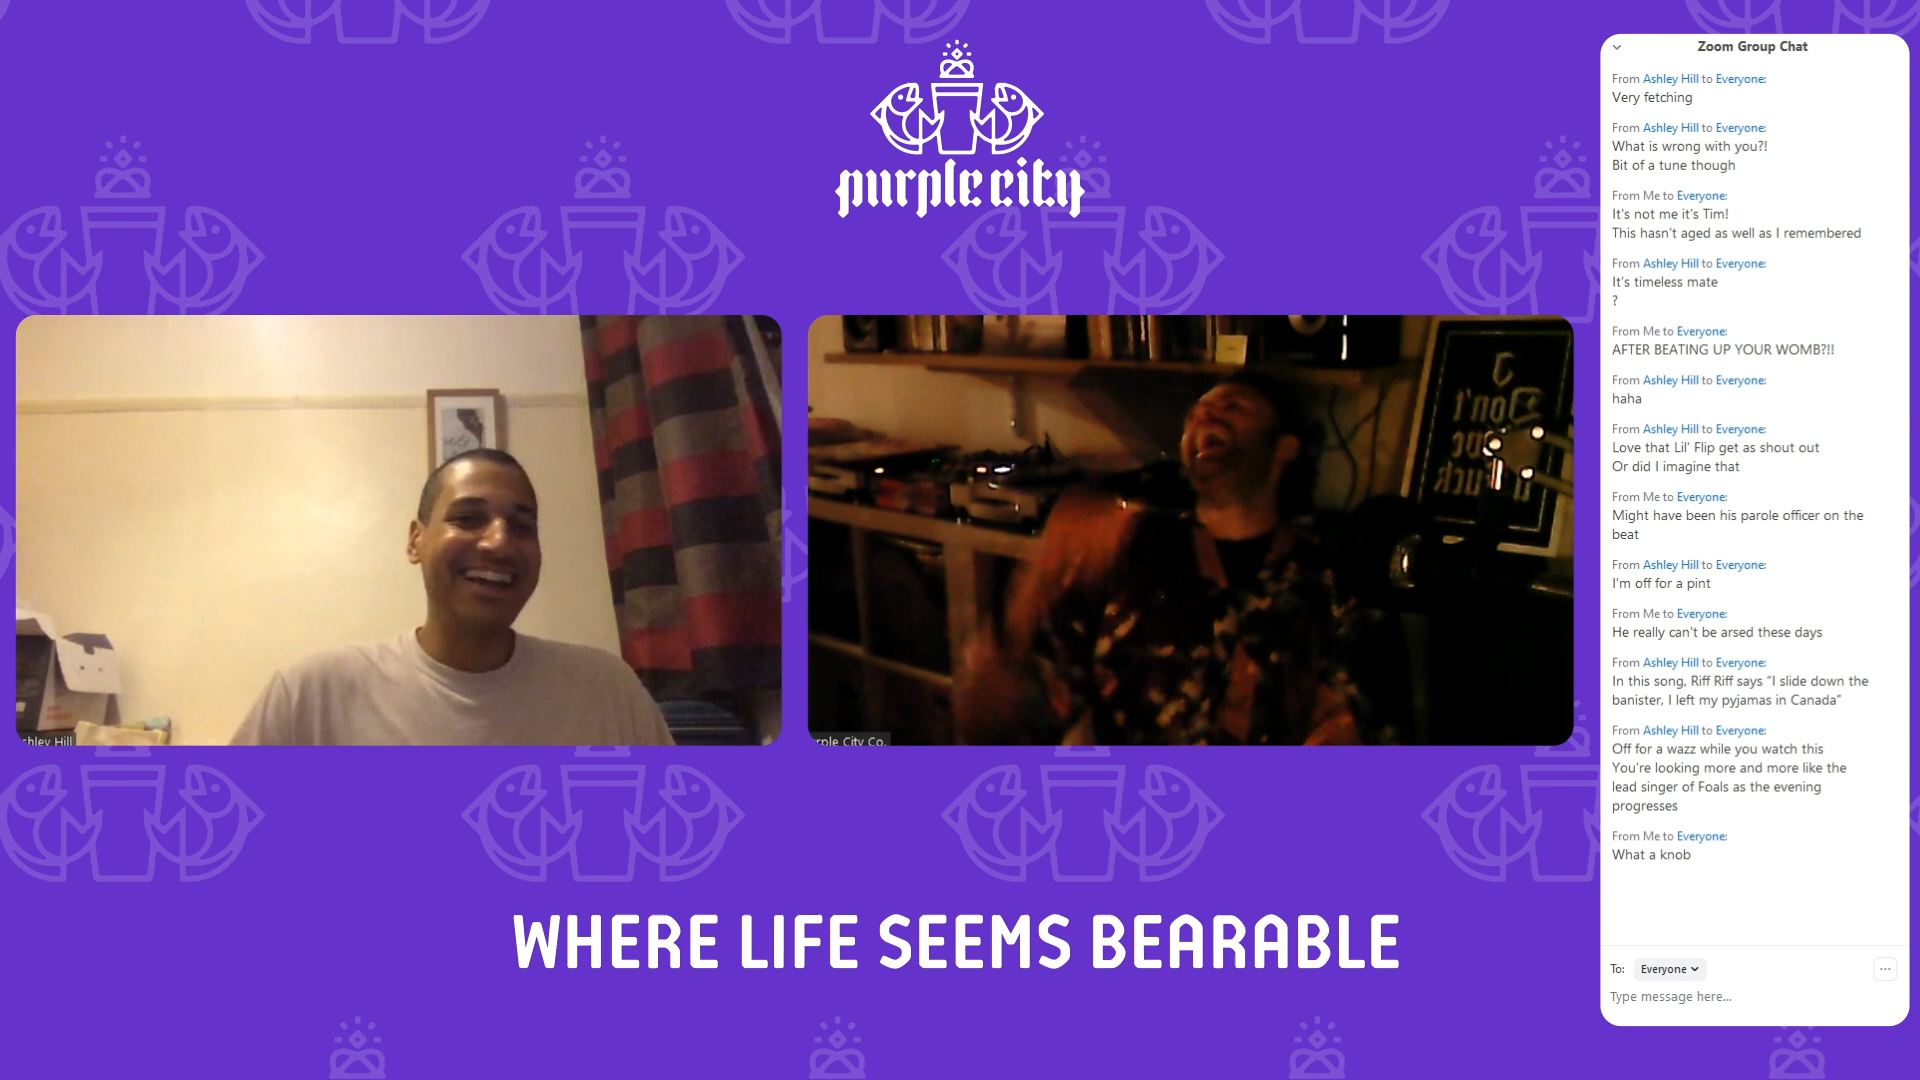 purple city
Zoom Group Chat
From Ashley Hill to Everyone:
Very fetching
From Ashley Hill to Everyone:
What is wrong with you?!
Bit of a tune though
From Me to Everyone:
It's not me it's Tim!
This hasn't aged as well as I remembered
From Ashley Hill to Everyone:
It's timeless mate
?
From Me to Everyone:
AFTER BEATING UP YOUR WOMB?!!
From Ashley Hill to Everyone:
haha
From Ashley Hill to Everyone:
Love that Lil' Flip get as shout out
Or did I imagine that
From Me to Everyone:
Might have been his parole officer on the
beat
From Ashley Hill to Everyone:
I'm off for a pint
From Me to Everyone:
He really can't be arsed these days
From Ashley Hill to Everyone:
In this song, Riff Riff says "I slide down the
banister, I left my pyjamas in Canada"
From Ashley Hill to Everyone:
Off for a wazz while you watch this
You're looking more and more like the
lead singer of Foals as the evening
progresses
From Me to Everyone:
What a knob
To: Everyone
Type message here...
I
Don't
hley Hill
rple City Co.
WHERE LIFE SEEMS BEARABLE